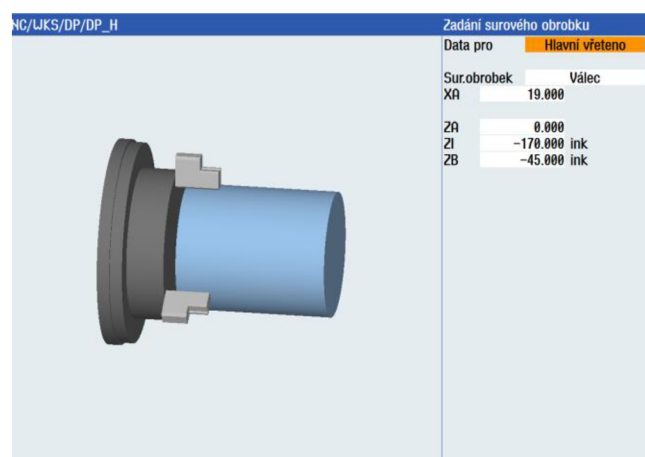 NC/WKS/DP/DP_H
Zadání surového obrobku
Data pro Hlavní vřeteno
Sur.obrobek Válec
XA 19.000
ZA 0.000
ZI -170.000 ink
ZB -45.000 ink